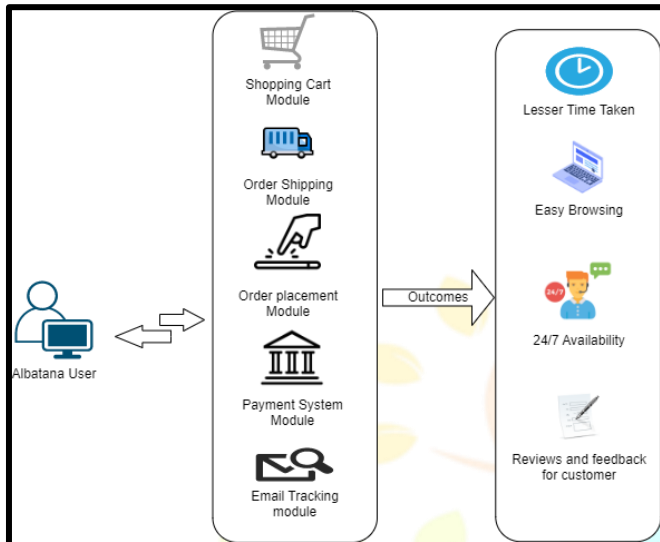 Shopping Cart
Module
Order Shipping
Module
Order placement
Module
Payment System
Module
Email Tracking
module
Albatana User
Outcomes
Lesser Time Taken
Easy Browsing
24/7
24/7 Availability
Reviews and feedback
for customer